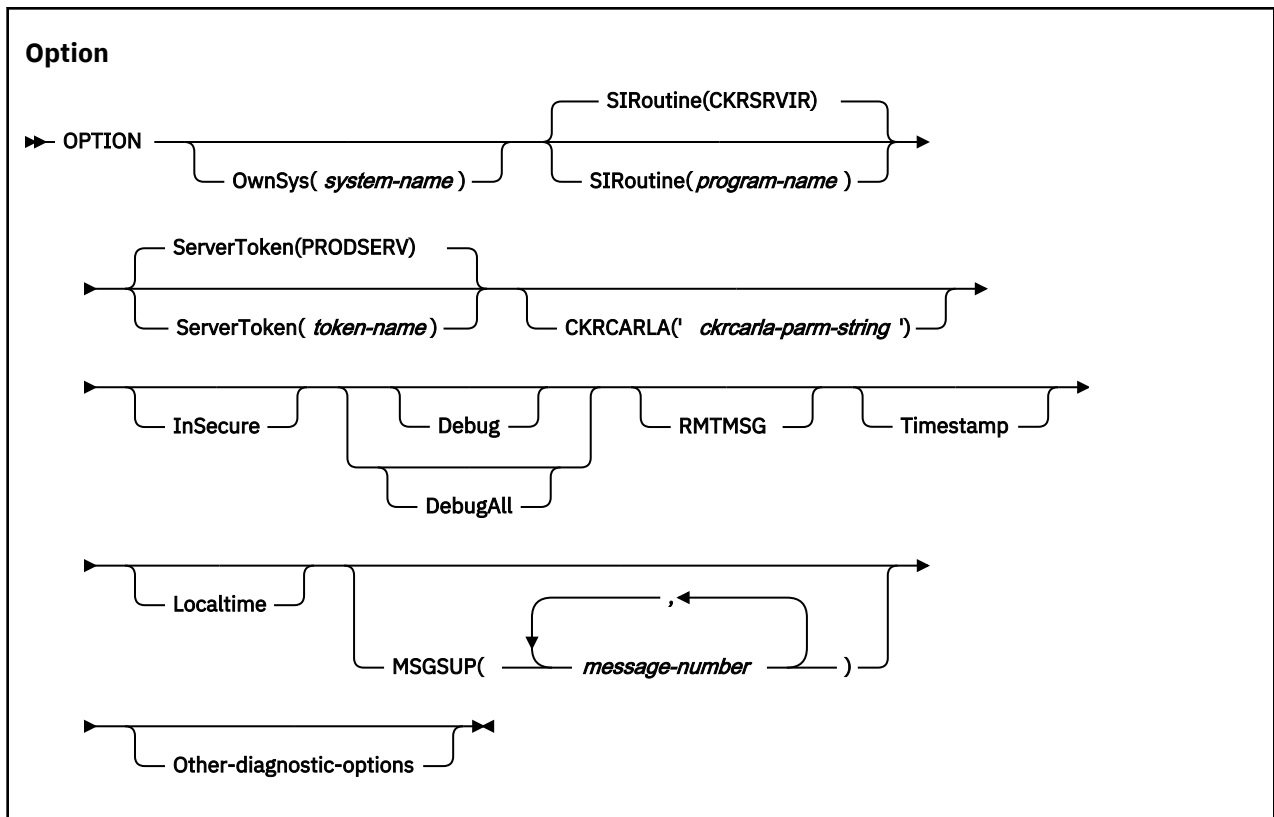 Option
SIRoutine(CKRSRVIR)
OPTION
OwnSys( system-name )
SIRoutine( program-name )
ServerToken(PRODSERV)
ServerToken( token-name )
CKRCARLA(' ckrcarla-parm-string ')
InSecure
Debug
RMTMSG
Timestamp
DebugAll
Localtime
,
MSGSUP( message-number )
Other-diagnostic-options